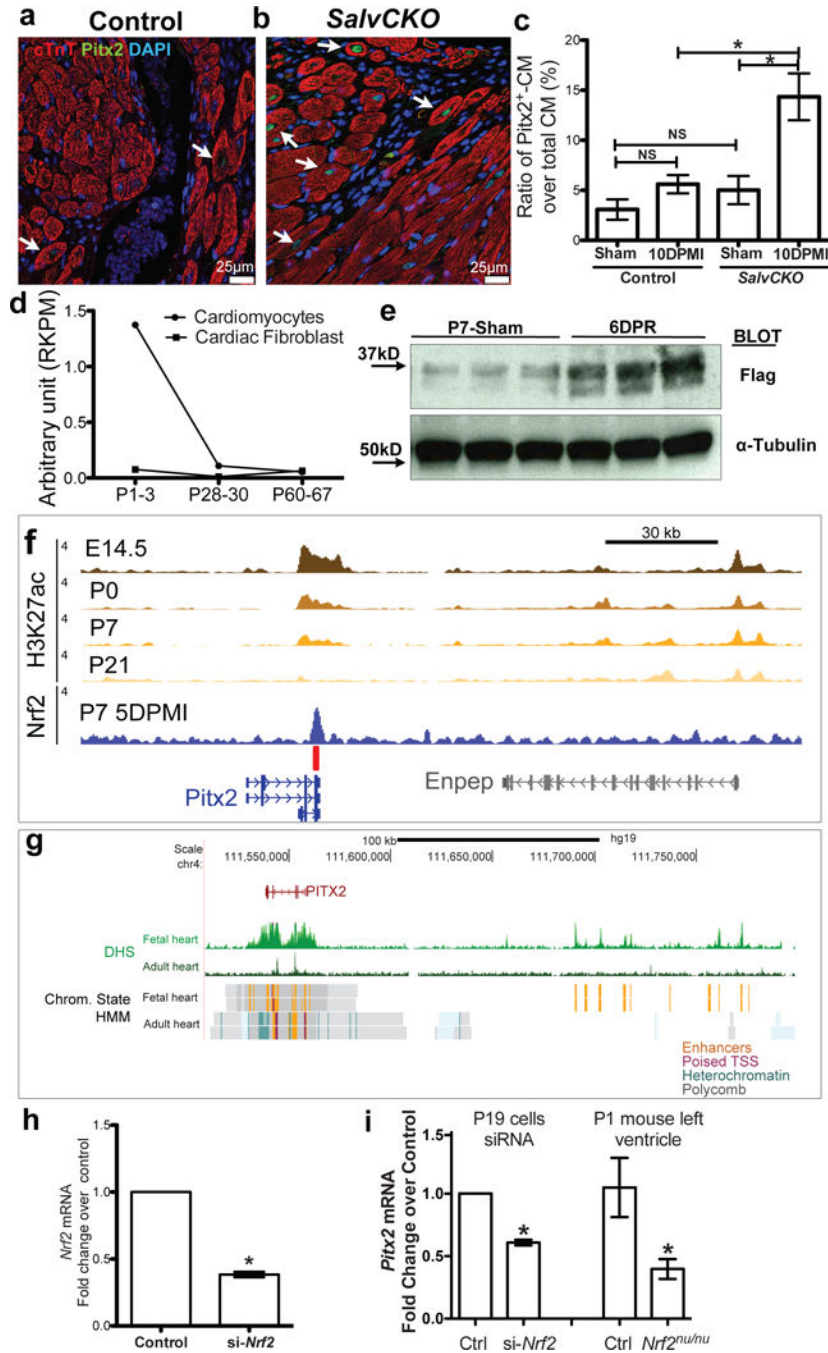 a Control
cTnT Pitx2 DAPI
25µm
b SalvCKO
25µm
c
Ratio of Pitx2+-CM
over total CM (%)
20
15
10
5
0
*
*
NS
NS
Sham 10DPMI Sham 10DPMI
Control SalvCKO
d
Arbitrary unit (RKPM)
1.5
1.0
0.5
0.0
Cardiomyocytes
Cardiac Fibroblast
P1-3 P28-30 P60-67
e
P7-Sham 6DPR BLOT
37kD
Flag
50kD
α-Tubulin
f
30 kb
H3K27ac
4 E14.5
4 P0
4 P7
4 P21
Nrf2
4
P7 5DPMI
Pitx2
Enpep
g
Scale 100 kb hg19
chr4: 111,550,000 111,600,000 111,650,000 111,700,000 111,750,000
PITX2
DHS
Fetal heart
Adult heart
Chrom. State
HMM
Fetal heart
Adult heart
Enhancers
Poised TSS
Heterochromatin
Polycomb
h
Nrf2 mRNA
Fold Change over control
1.5
1.0
0.5
0.0
*
Control si-Nrf2
i
P19 cells
siRNA
P1 mouse left
ventricle
Pitx2 mRNA
Fold Change over Control
1.5
1.0
0.5
0.0
*
*
Ctrl si-Nrf2 Ctrl Nrf2nu/nu